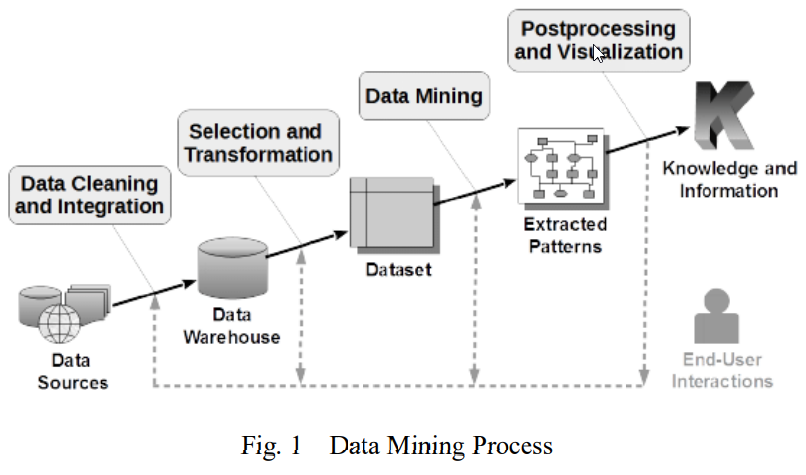 Postprocessing
and Visualization
Data Mining
Selection and
Transformation
Data Cleaning
and Integration
K
Knowledge and
Information
Extracted
Patterns
Dataset
Data
Warehouse
Data
Sources
End-User
Interactions
Fig. 1 Data Mining Process